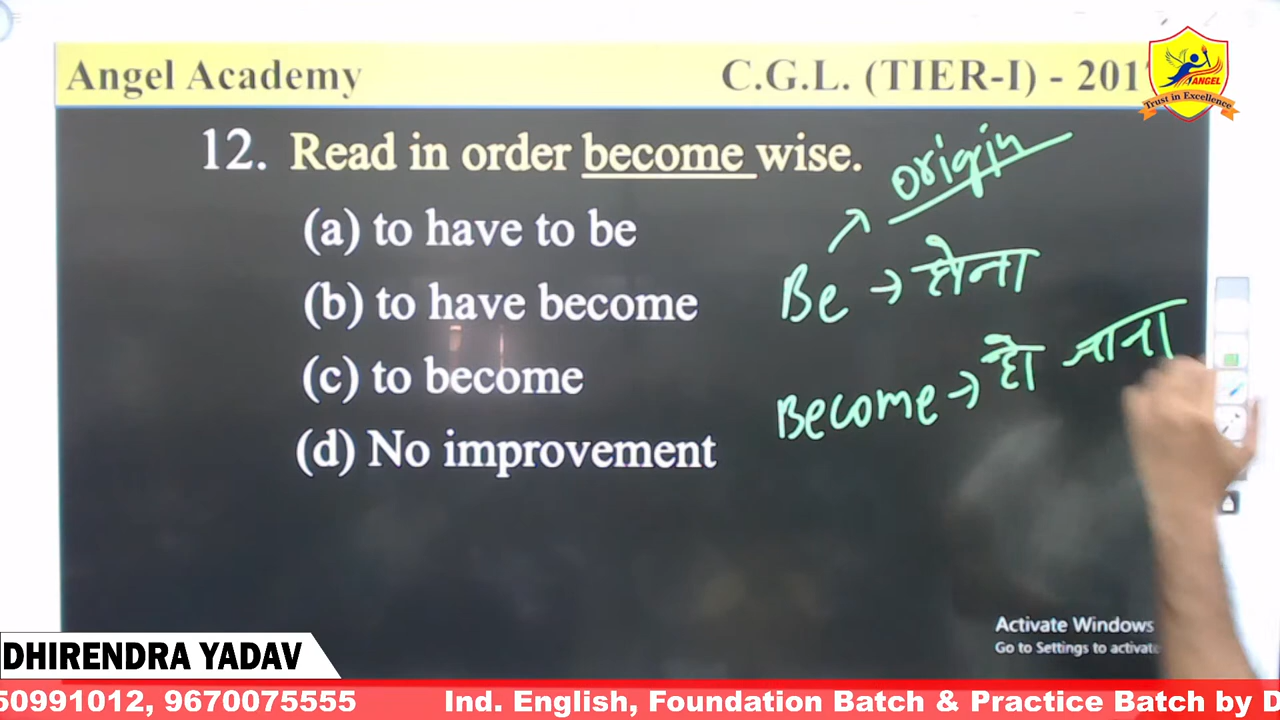 Angel Academy
C.G.L. (TIER-I) - 201
ANGEL
Trust in Excellence
12. Read in order become wise.
(a) to have to be
(b) to have become
(c) to become
(d) No improvement
origin
Be → होना
Become → हो जाना
Activate Windows
Go to Settings to activate
DHIRENDRA YADAV
50991012, 9670075555 Ind. English, Foundation Batch & Practice Batch by D